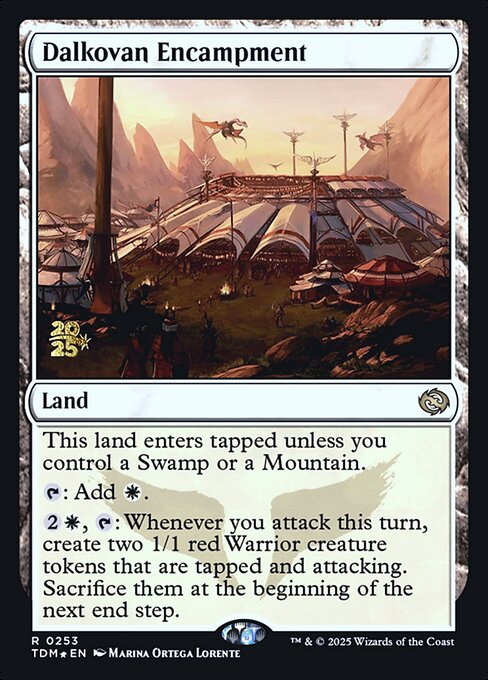 Dalkovan Encampment
20
25
Land
This land enters tapped unless you
control a Swamp or a Mountain.
: Add .
2 , : Whenever you attack this turn,
create two 1/1 red Warrior creature
tokens that are tapped and attacking.
Sacrifice them at the beginning of the
next end step.
R 0253
™ & © 2025 Wizards of the Coast
TDM★EN Marina Ortega Lorente